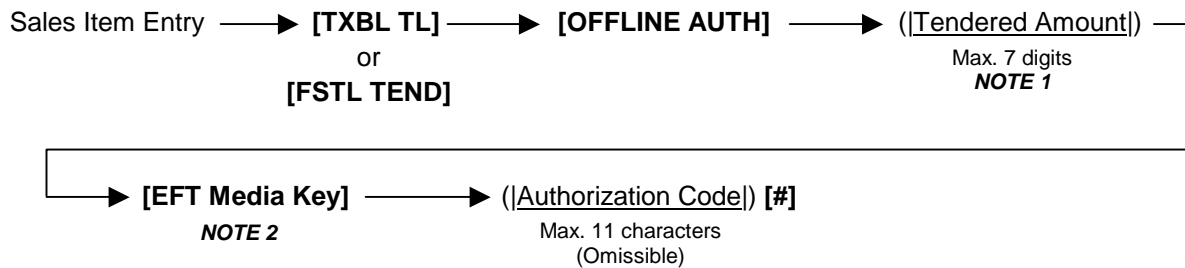 Sales Item Entry [TXBL TL] [OFFLINE AUTH] (|Tendered Amount|)
or Max. 7 digits
[FSTL TEND] NOTE 1
[EFT Media Key] (|Authorization Code|) [#]
NOTE 2 Max. 11 characters
(Omissible)